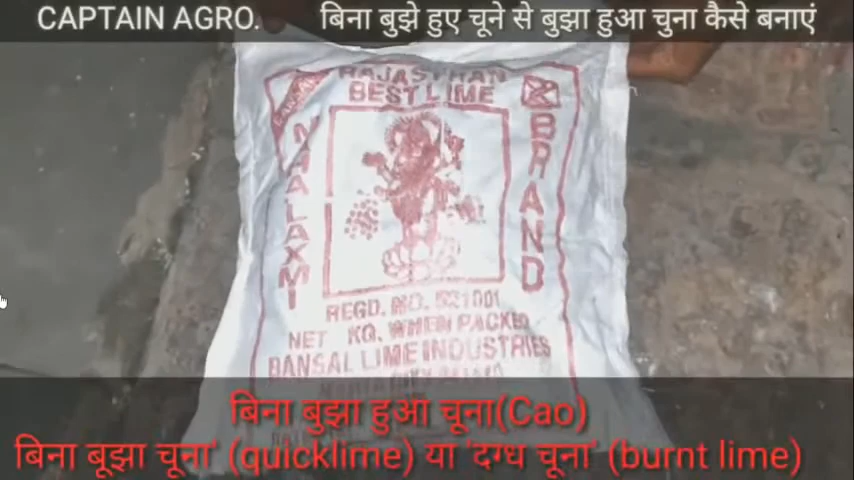 CAPTAIN AGRO. बिना बुझे हुए चूने से बुझा हुआ चुना कैसे बनाएं
RAJASTHAN
BEST LIME
MAHALAXMI
BRAND
REGD. NO. 521001
NET KG. WHEN PACKED
BANSAL LIME INDUSTRIES
बिना बुझा हुआ चूना(Cao)
बिना बूझा चूना' (quicklime) या 'दग्ध चूना' (burnt lime)